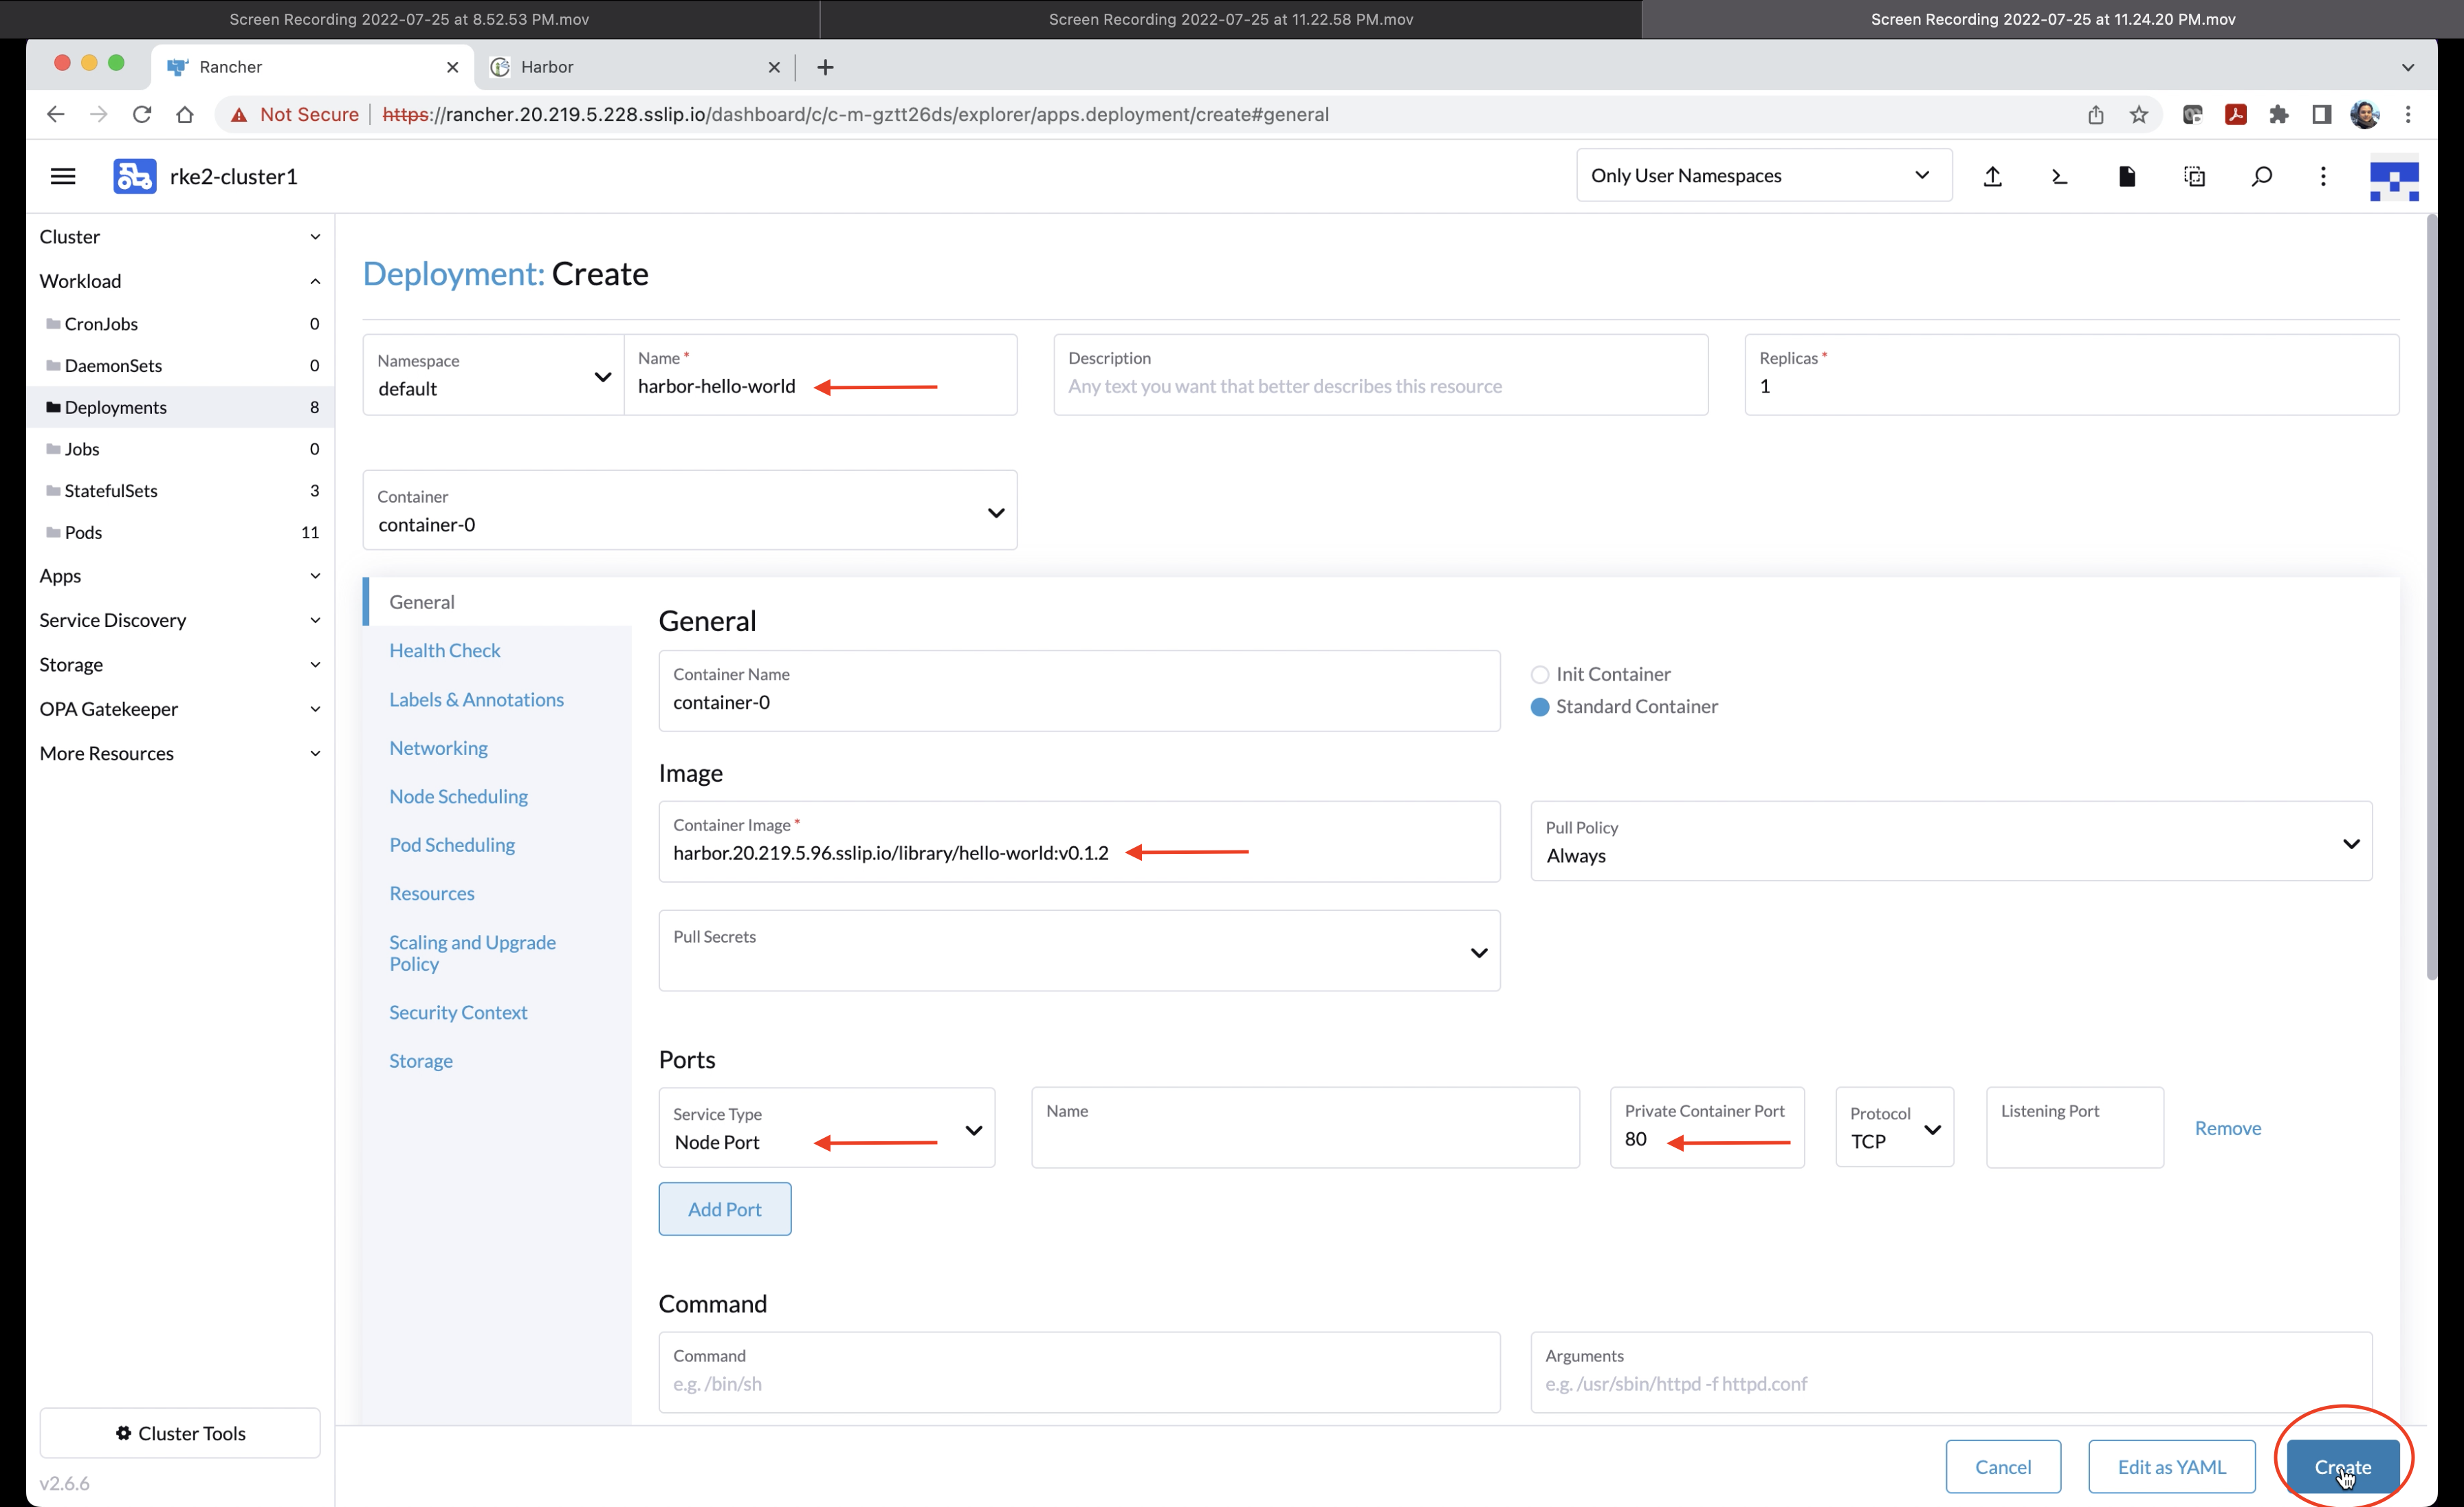 Screen Recording 2022-07-25 at 8.52.53 PM.mov
Screen Recording 2022-07-25 at 11.22.58 PM.mov
Screen Recording 2022-07-25 at 11.24.20 PM.mov
Rancher
Harbor
Not Secure
https://rancher.20.219.5.228.sslip.io/dashboard/c/c-m-gztt26ds/explorer/apps.deployment/create#general
rke2-cluster1
Only User Namespaces
Cluster
Workload
CronJobs 0
DaemonSets 0
Deployments 8
Jobs 0
StatefulSets 3
Pods 11
Apps
Service Discovery
Storage
OPA Gatekeeper
More Resources
Cluster Tools
v2.6.6
Deployment: Create
Namespace
default
Name *
harbor-hello-world
Description
Any text you want that better describes this resource
Replicas *
1
Container
container-0
General
Health Check
Labels & Annotations
Networking
Node Scheduling
Pod Scheduling
Resources
Scaling and Upgrade
Policy
Security Context
Storage
General
Container Name
container-0
Init Container
Standard Container
Image
Container Image *
harbor.20.219.5.96.sslip.io/library/hello-world:v0.1.2
Pull Policy
Always
Pull Secrets
Ports
Service Type
Node Port
Name
Private Container Port
80
Protocol
TCP
Listening Port
Remove
Add Port
Command
Command
e.g. /bin/sh
Arguments
e.g. /usr/sbin/httpd -f httpd.conf
Cancel
Edit as YAML
Create